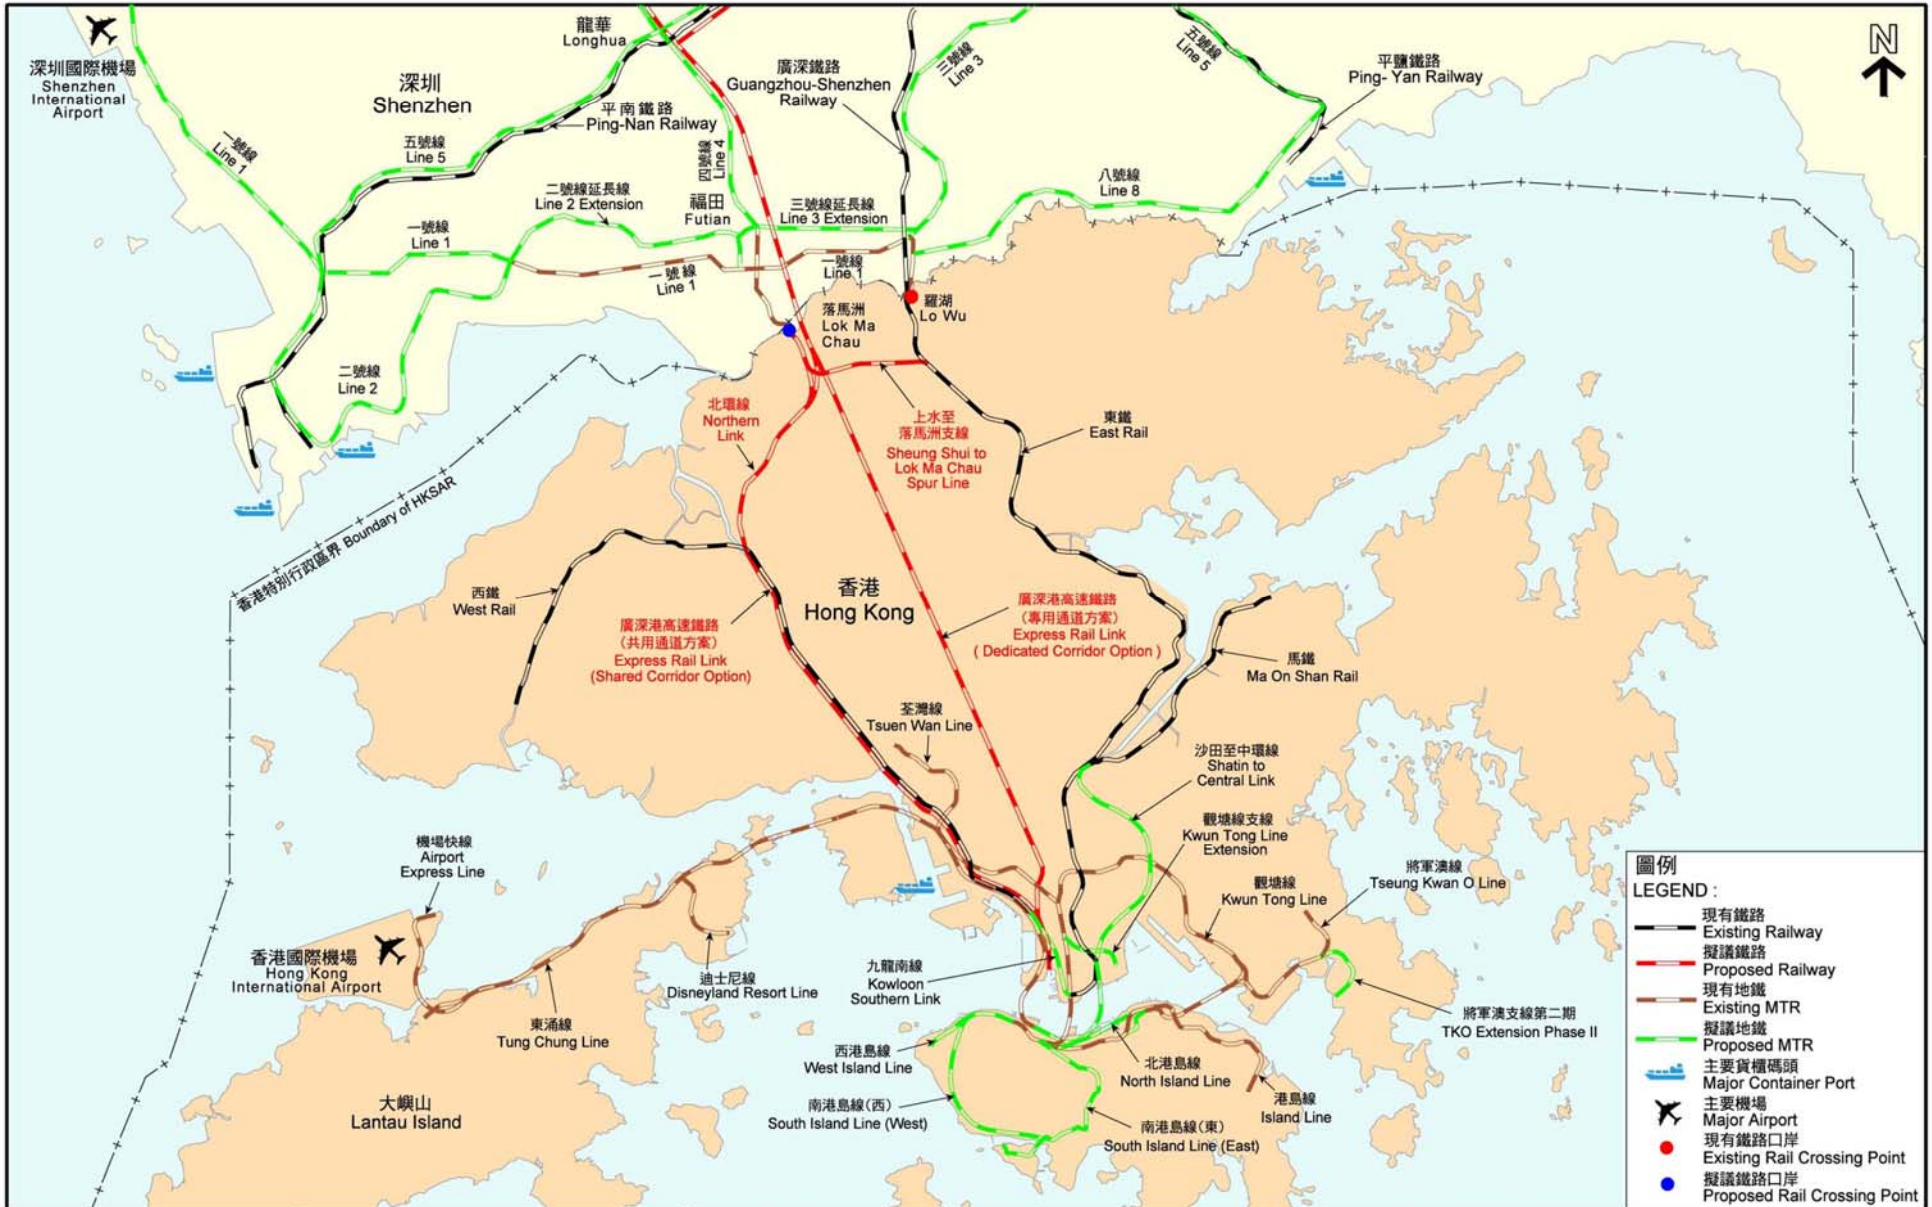 龍華
Longhua
N
深圳國際機場
Shenzhen
International
Airport
深圳
Shenzhen
廣深鐵路
Guangzhou-Shenzhen
Railway
三號線
Line 3
五號線
Line 5
平鹽鐵路
Ping- Yan Railway
平南鐵路
Ping-Nan Railway
一號線
Line 1
五號線
Line 5
四號線
Line 4
二號線延長線
Line 2 Extension
福田
Futian
三號線延長線
Line 3 Extension
八號線
Line 8
一號線
Line 1
一號線
Line 1
一號線
Line 1
落馬洲
Lok Ma
Chau
羅湖
Lo Wu
二號線
Line 2
北環線
Northern
Link
上水至
落馬洲支線
Sheung Shui to
Lok Ma Chau
Spur Line
東鐵
East Rail
香港特別行政區界 Boundary of HKSAR
西鐵
West Rail
香港
Hong Kong
廣深港高速鐵路
（共用通道方案）
Express Rail Link
(Shared Corridor Option)
廣深港高速鐵路
（專用通道方案）
Express Rail Link
( Dedicated Corridor Option )
馬鐵
Ma On Shan Rail
荃灣線
Tsuen Wan Line
沙田至中環線
Shatin to
Central Link
觀塘線支線
Kwun Tong Line
Extension
機場快線
Airport
Express Line
觀塘線
Kwun Tong Line
將軍澳線
Tseung Kwan O Line
香港國際機場
Hong Kong
International Airport
迪士尼線
Disneyland Resort Line
九龍南線
Kowloon
Southern Link
東涌線
Tung Chung Line
將軍澳支線第二期
TKO Extension Phase II
西港島線
West Island Line
北港島線
North Island Line
大嶼山
Lantau Island
南港島線（西）
South Island Line (West)
南港島線（東）
South Island Line (East)
港島線
Island Line
圖例
LEGEND :
現有鐵路
Existing Railway
擬議鐵路
Proposed Railway
現有地鐵
Existing MTR
擬議地鐵
Proposed MTR
主要貨櫃碼頭
Major Container Port
主要機場
Major Airport
現有鐵路口岸
Existing Rail Crossing Point
擬議鐵路口岸
Proposed Rail Crossing Point